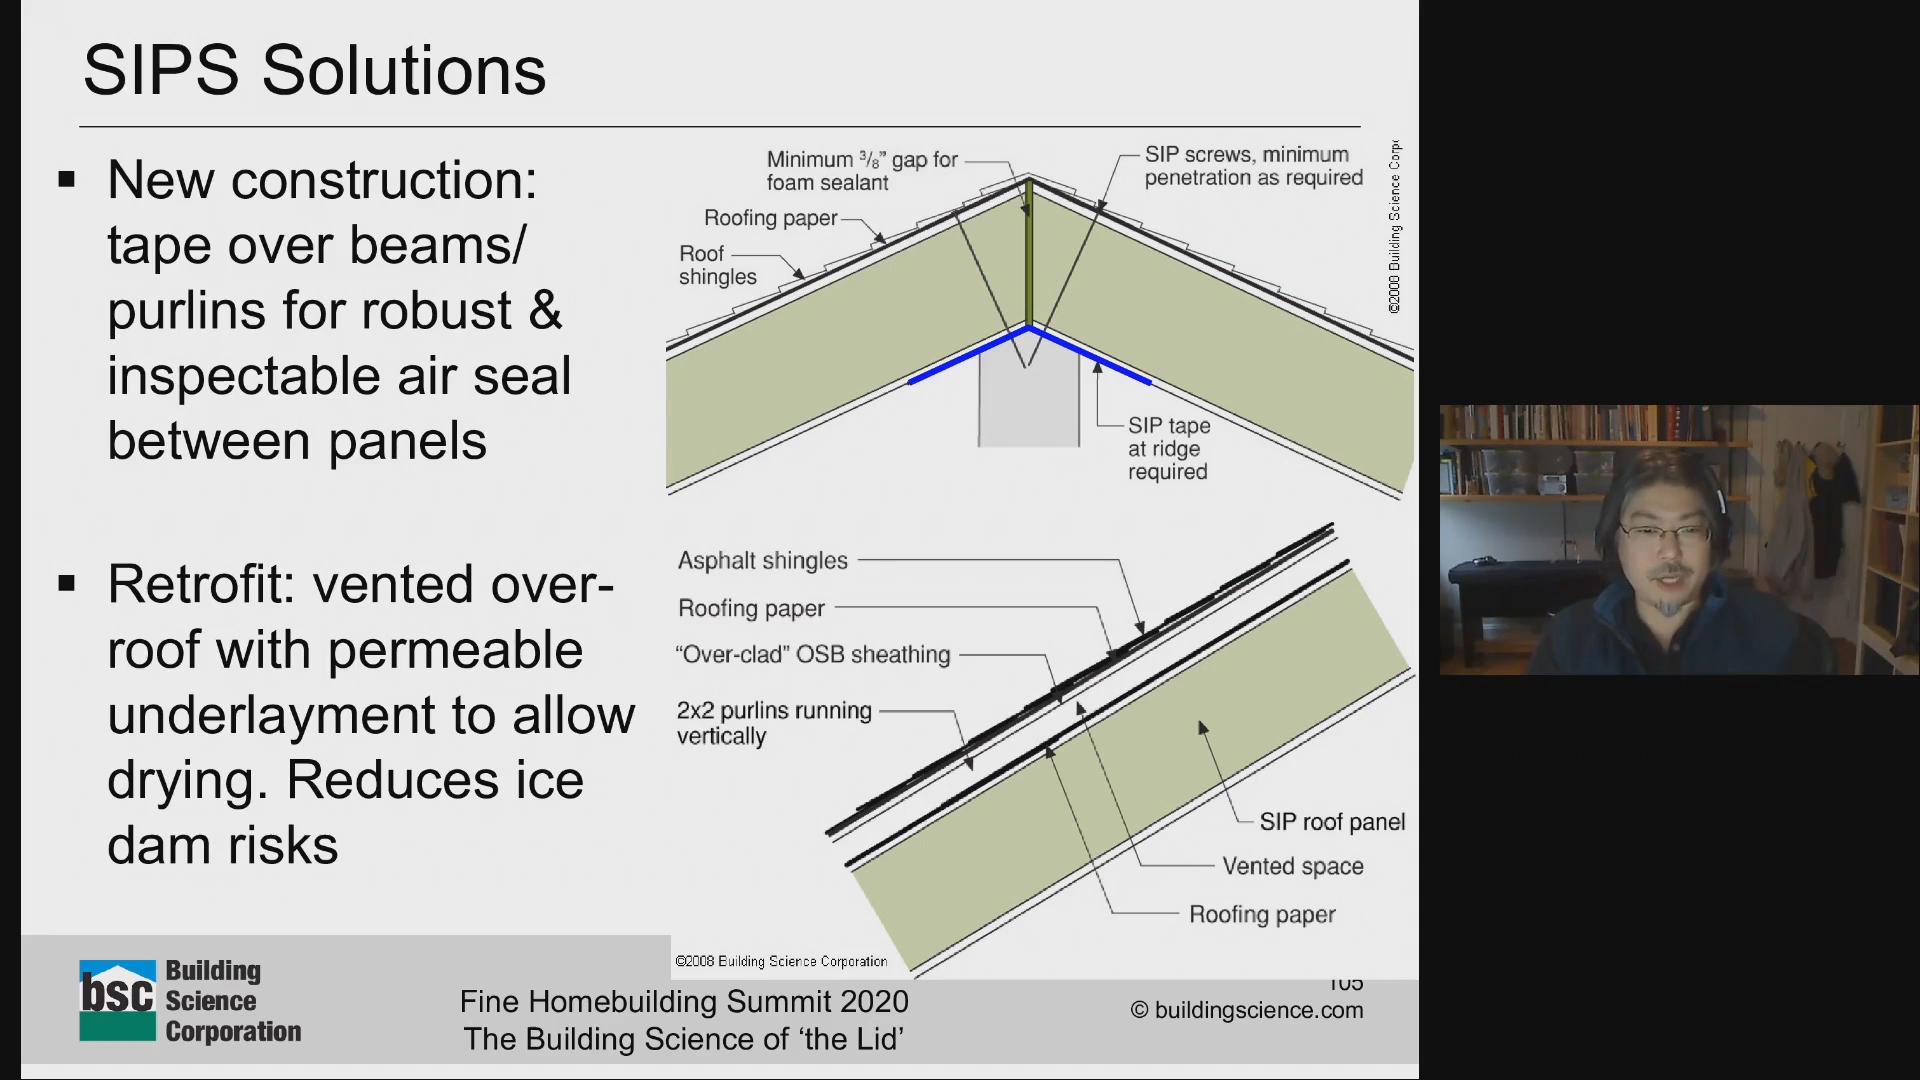 SIPS Solutions
▪ New construction:
tape over beams/
purlins for robust &
inspectable air seal
between panels
▪ Retrofit: vented over-
roof with permeable
underlayment to allow
drying. Reduces ice
dam risks
Minimum 3/8” gap for
foam sealant
Roofing paper
Roof
shingles
SIP screws, minimum
penetration as required
SIP tape
at ridge
required
©2008 Building Science Corp
Asphalt shingles
Roofing paper
“Over-clad” OSB sheathing
2x2 purlins running
vertically
SIP roof panel
Vented space
Roofing paper
©2008 Building Science Corporation
bsc
Building
Science
Corporation
Fine Homebuilding Summit 2020
The Building Science of ‘the Lid’
105
© buildingscience.com